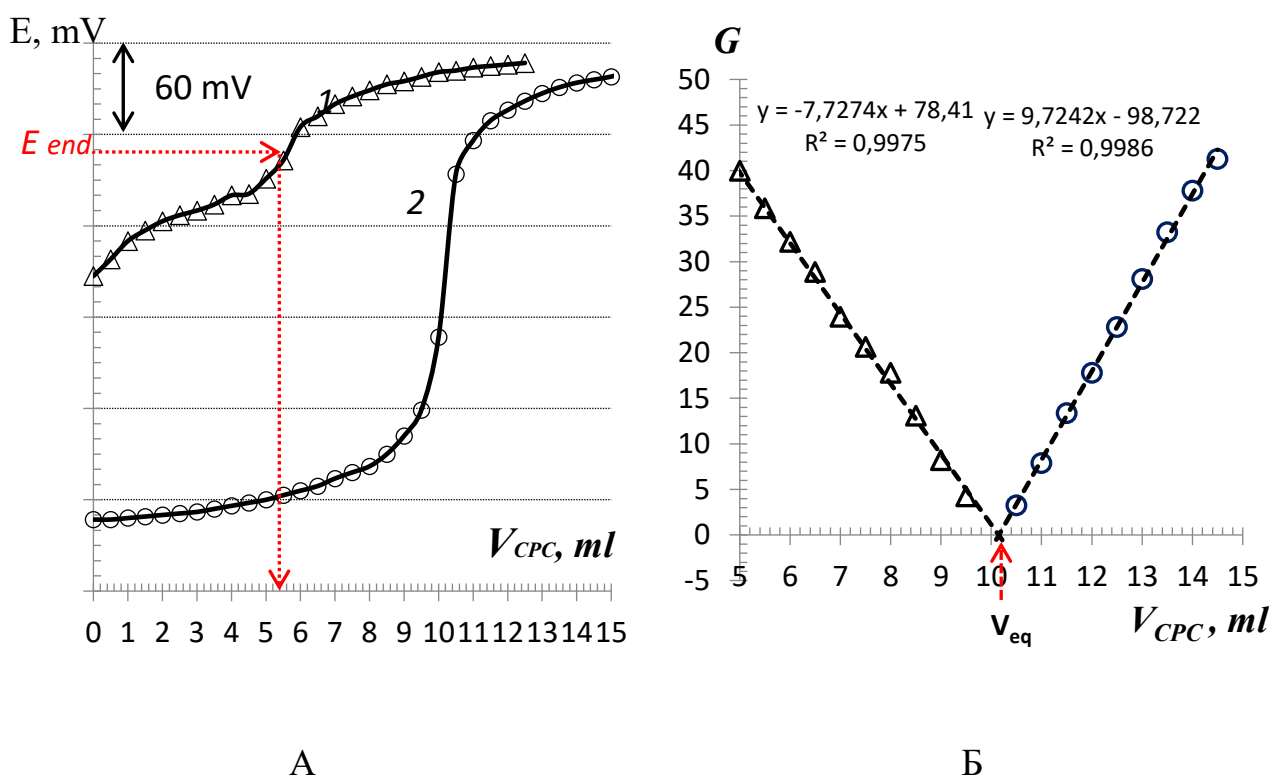 E, mV
60 mV
1
E end
2
V CPC, ml
0 1 2 3 4 5 6 7 8 9 10 11 12 13 14 15
А
G
50
45
40
35
30
25
20
15
10
5
0
-5
y = -7,7274x + 78,41
R² = 0,9975
y = 9,7242x - 98,722
R² = 0,9986
5 6 7 8 9 10 11 12 13 14 15
V eq
V CPC , ml
Б